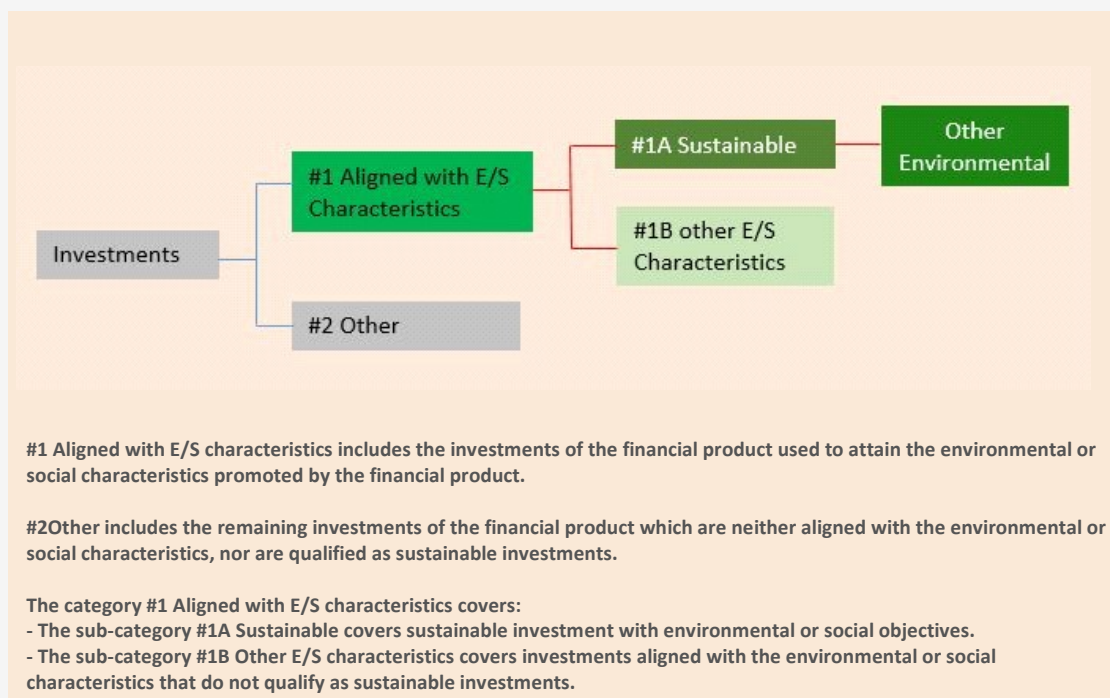 Investments
#1 Aligned with E/S
Characteristics
#2 Other
#1A Sustainable
#1B other E/S
Characteristics
Other
Environmental
#1 Aligned with E/S characteristics includes the investments of the financial product used to attain the environmental or
social characteristics promoted by the financial product.
#2Other includes the remaining investments of the financial product which are neither aligned with the environmental or
social characteristics, nor are qualified as sustainable investments.
The category #1 Aligned with E/S characteristics covers:
- The sub-category #1A Sustainable covers sustainable investment with environmental or social objectives.
- The sub-category #1B Other E/S characteristics covers investments aligned with the environmental or social
characteristics that do not qualify as sustainable investments.